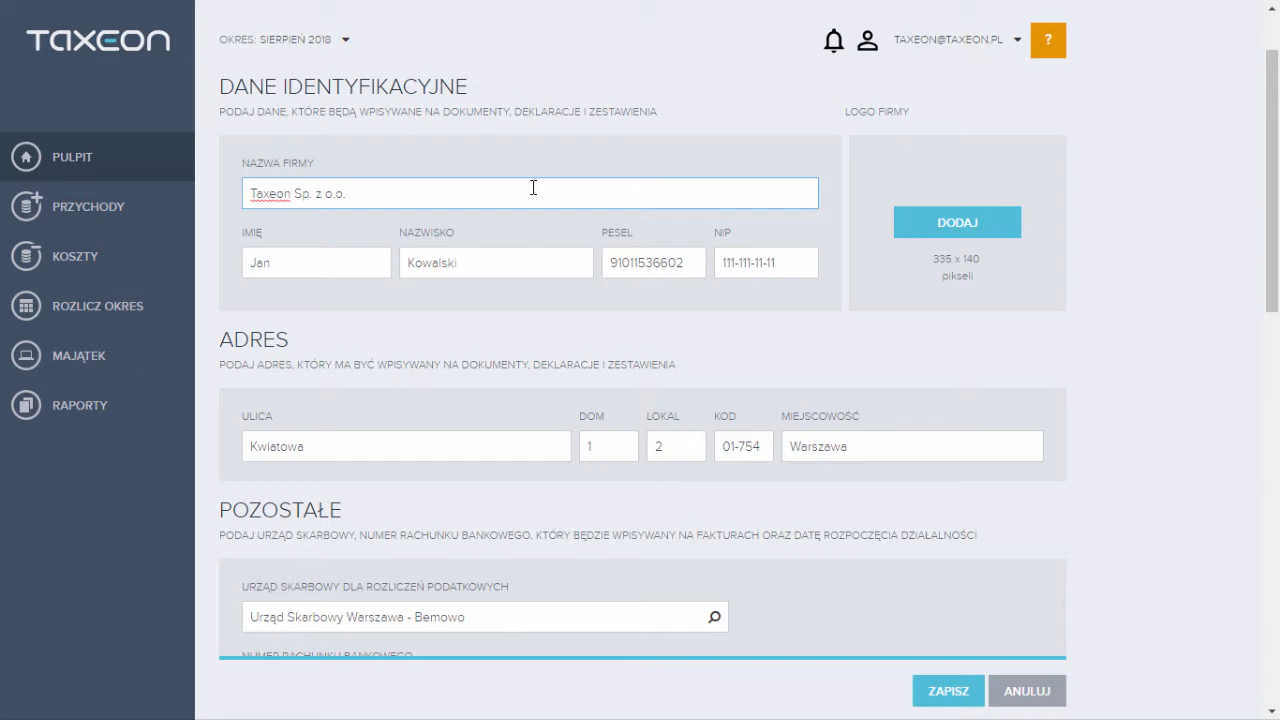 TAXEON
OKRES: SIERPIEŃ 2018
TAXEON@TAXEON.PL
?
PULPIT
PRZYCHODY
KOSZTY
ROZLICZ OKRES
MAJĄTEK
RAPORTY
DANE IDENTYFIKACYJNE
PODAJ DANE, KTÓRE BĘDĄ WPISYWANE NA DOKUMENTY, DEKLARACJE I ZESTAWIENIA
LOGO FIRMY
NAZWA FIRMY
Taxeon Sp. z o.o.
IMIĘ NAZWISKO PESEL NIP
Jan Kowalski 91011536602 111-111-11-11
DODAJ
335 x 140
pikseli
ADRES
PODAJ ADRES, KTÓRY MA BYĆ WPISYWANY NA DOKUMENTY, DEKLARACJE I ZESTAWIENIA
ULICA DOM LOKAL KOD MIEJSCOWOŚĆ
Kwiatowa 1 2 01-754 Warszawa
POZOSTAŁE
PODAJ URZĄD SKARBOWY, NUMER RACHUNKU BANKOWEGO, KTÓRY BĘDZIE WPISYWANY NA FAKTURACH ORAZ DATĘ ROZPOCZĘCIA DZIAŁALNOŚCI
URZĄD SKARBOWY DLA ROZLICZEŃ PODATKOWYCH
Urząd Skarbowy Warszawa - Bemowo
NUMER RACHUNKU BANKOWEGO
ZAPISZ ANULUJ